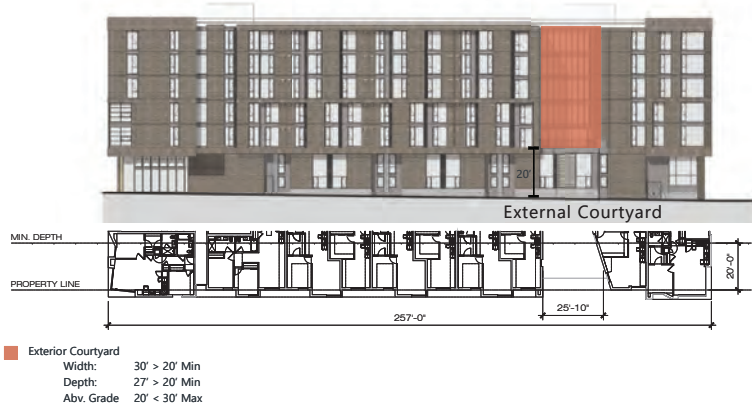 20'
External Courtyard
MIN. DEPTH
20'-0"
PROPERTY LINE
25'-10"
257'-0"
Exterior Courtyard
Width: 30' > 20' Min
Depth: 27' > 20' Min
Abv. Grade 20' < 30' Max